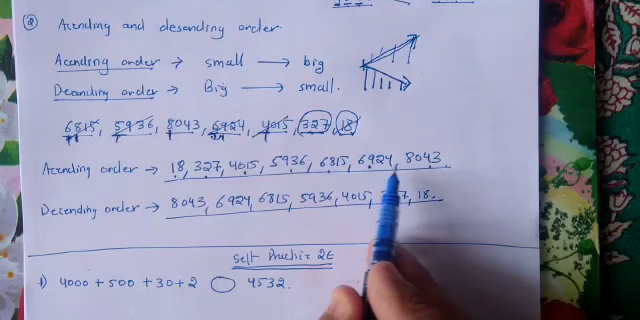 ② Acending and desending order.
Acending order → small → big
Decending order → Big → small.
6815, 5936, 8043, 6924, 4015, 327, 18.
Acending order → 18, 327, 4015, 5936, 6815, 6924, 8043.
Decending order → 8043, 6924, 6815, 5936, 4015, 18.
Self Practice 2E
1) 4000 + 500 + 30 + 2 ◯ 4532.